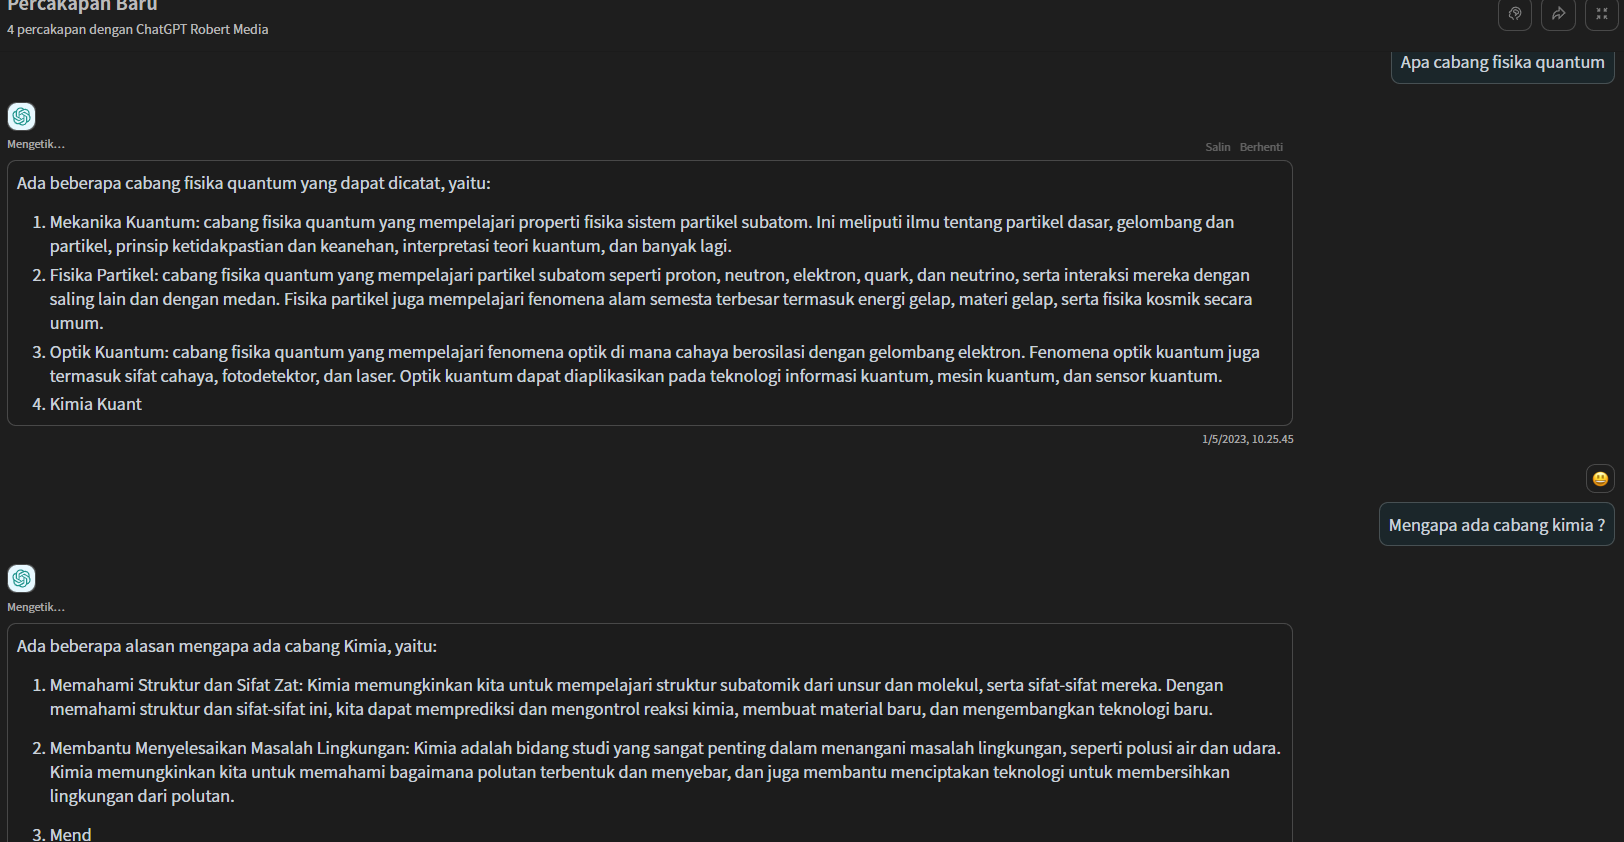 Percakapan Baru
4 percakapan dengan ChatGPT Robert Media
Apa cabang fisika quantum
Mengetik...
Salin Berhenti
Ada beberapa cabang fisika quantum yang dapat dicatat, yaitu:
1. Mekanika Kuantum: cabang fisika quantum yang mempelajari properti fisika sistem partikel subatom. Ini meliputi ilmu tentang partikel dasar, gelombang dan
partikel, prinsip ketidakpastian dan keanehan, interpretasi teori kuantum, dan banyak lagi.
2. Fisika Partikel: cabang fisika quantum yang mempelajari partikel subatom seperti proton, neutron, elektron, quark, dan neutrino, serta interaksi mereka dengan
saling lain dan dengan medan. Fisika partikel juga mempelajari fenomena alam semesta terbesar termasuk energi gelap, materi gelap, serta fisika kosmik secara
umum.
3. Optik Kuantum: cabang fisika quantum yang mempelajari fenomena optik di mana cahaya berosilasi dengan gelombang elektron. Fenomena optik kuantum juga
termasuk sifat cahaya, fotodetektor, dan laser. Optik kuantum dapat diaplikasikan pada teknologi informasi kuantum, mesin kuantum, dan sensor kuantum.
4. Kimia Kuant
1/5/2023, 10.25.45
Mengapa ada cabang kimia ?
Mengetik...
Ada beberapa alasan mengapa ada cabang Kimia, yaitu:
1. Memahami Struktur dan Sifat Zat: Kimia memungkinkan kita untuk mempelajari struktur subatomik dari unsur dan molekul, serta sifat-sifat mereka. Dengan
memahami struktur dan sifat-sifat ini, kita dapat memprediksi dan mengontrol reaksi kimia, membuat material baru, dan mengembangkan teknologi baru.
2. Membantu Menyelesaikan Masalah Lingkungan: Kimia adalah bidang studi yang sangat penting dalam menangani masalah lingkungan, seperti polusi air dan udara.
Kimia memungkinkan kita untuk memahami bagaimana polutan terbentuk dan menyebar, dan juga membantu menciptakan teknologi untuk membersihkan
lingkungan dari polutan.
3. Mend